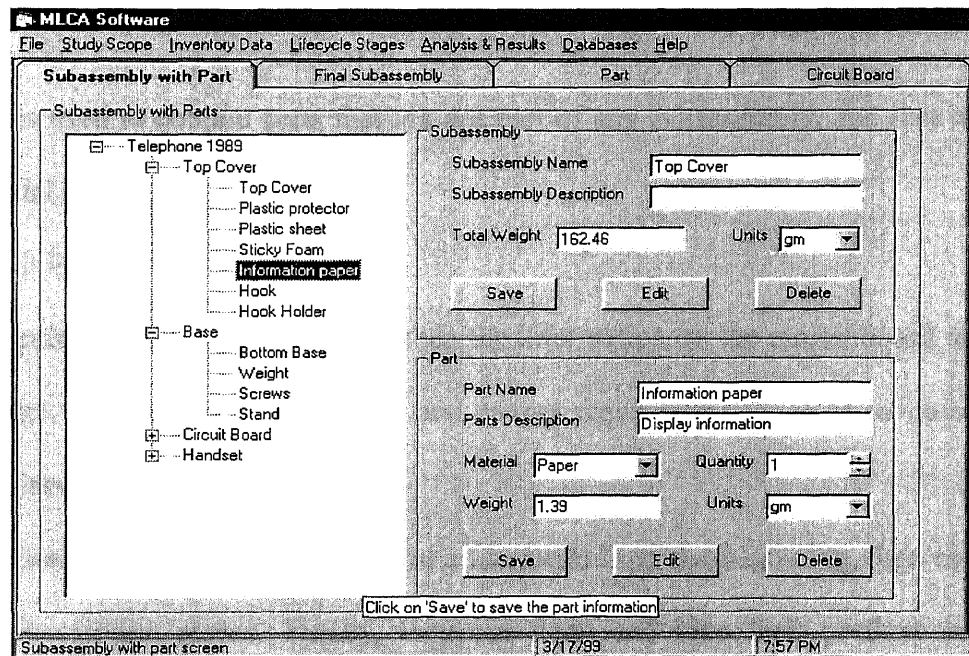 MLCA Software
File Study Scope Inventory Data Lifecycle Stages Analysis & Results Databases Help
Subassembly with Part Final Subassembly Part Circuit Board
Subassembly with Parts
Telephone 1989
Top Cover
Top Cover
Plastic protector
Plastic sheet
Sticky Foam
Information paper
Hook
Hook Holder
Base
Bottom Base
Weight
Screws
Stand
Circuit Board
Handset
Subassembly
Subassembly Name Top Cover
Subassembly Description
Total Weight 162.46 Units gm
Save Edit Delete
Part
Part Name Information paper
Parts Description Display information
Material Paper Quantity 1
Weight 1.39 Units gm
Save Edit Delete
Click on 'Save' to save the part information
Subassembly with part screen 3/17/99 7:57 PM